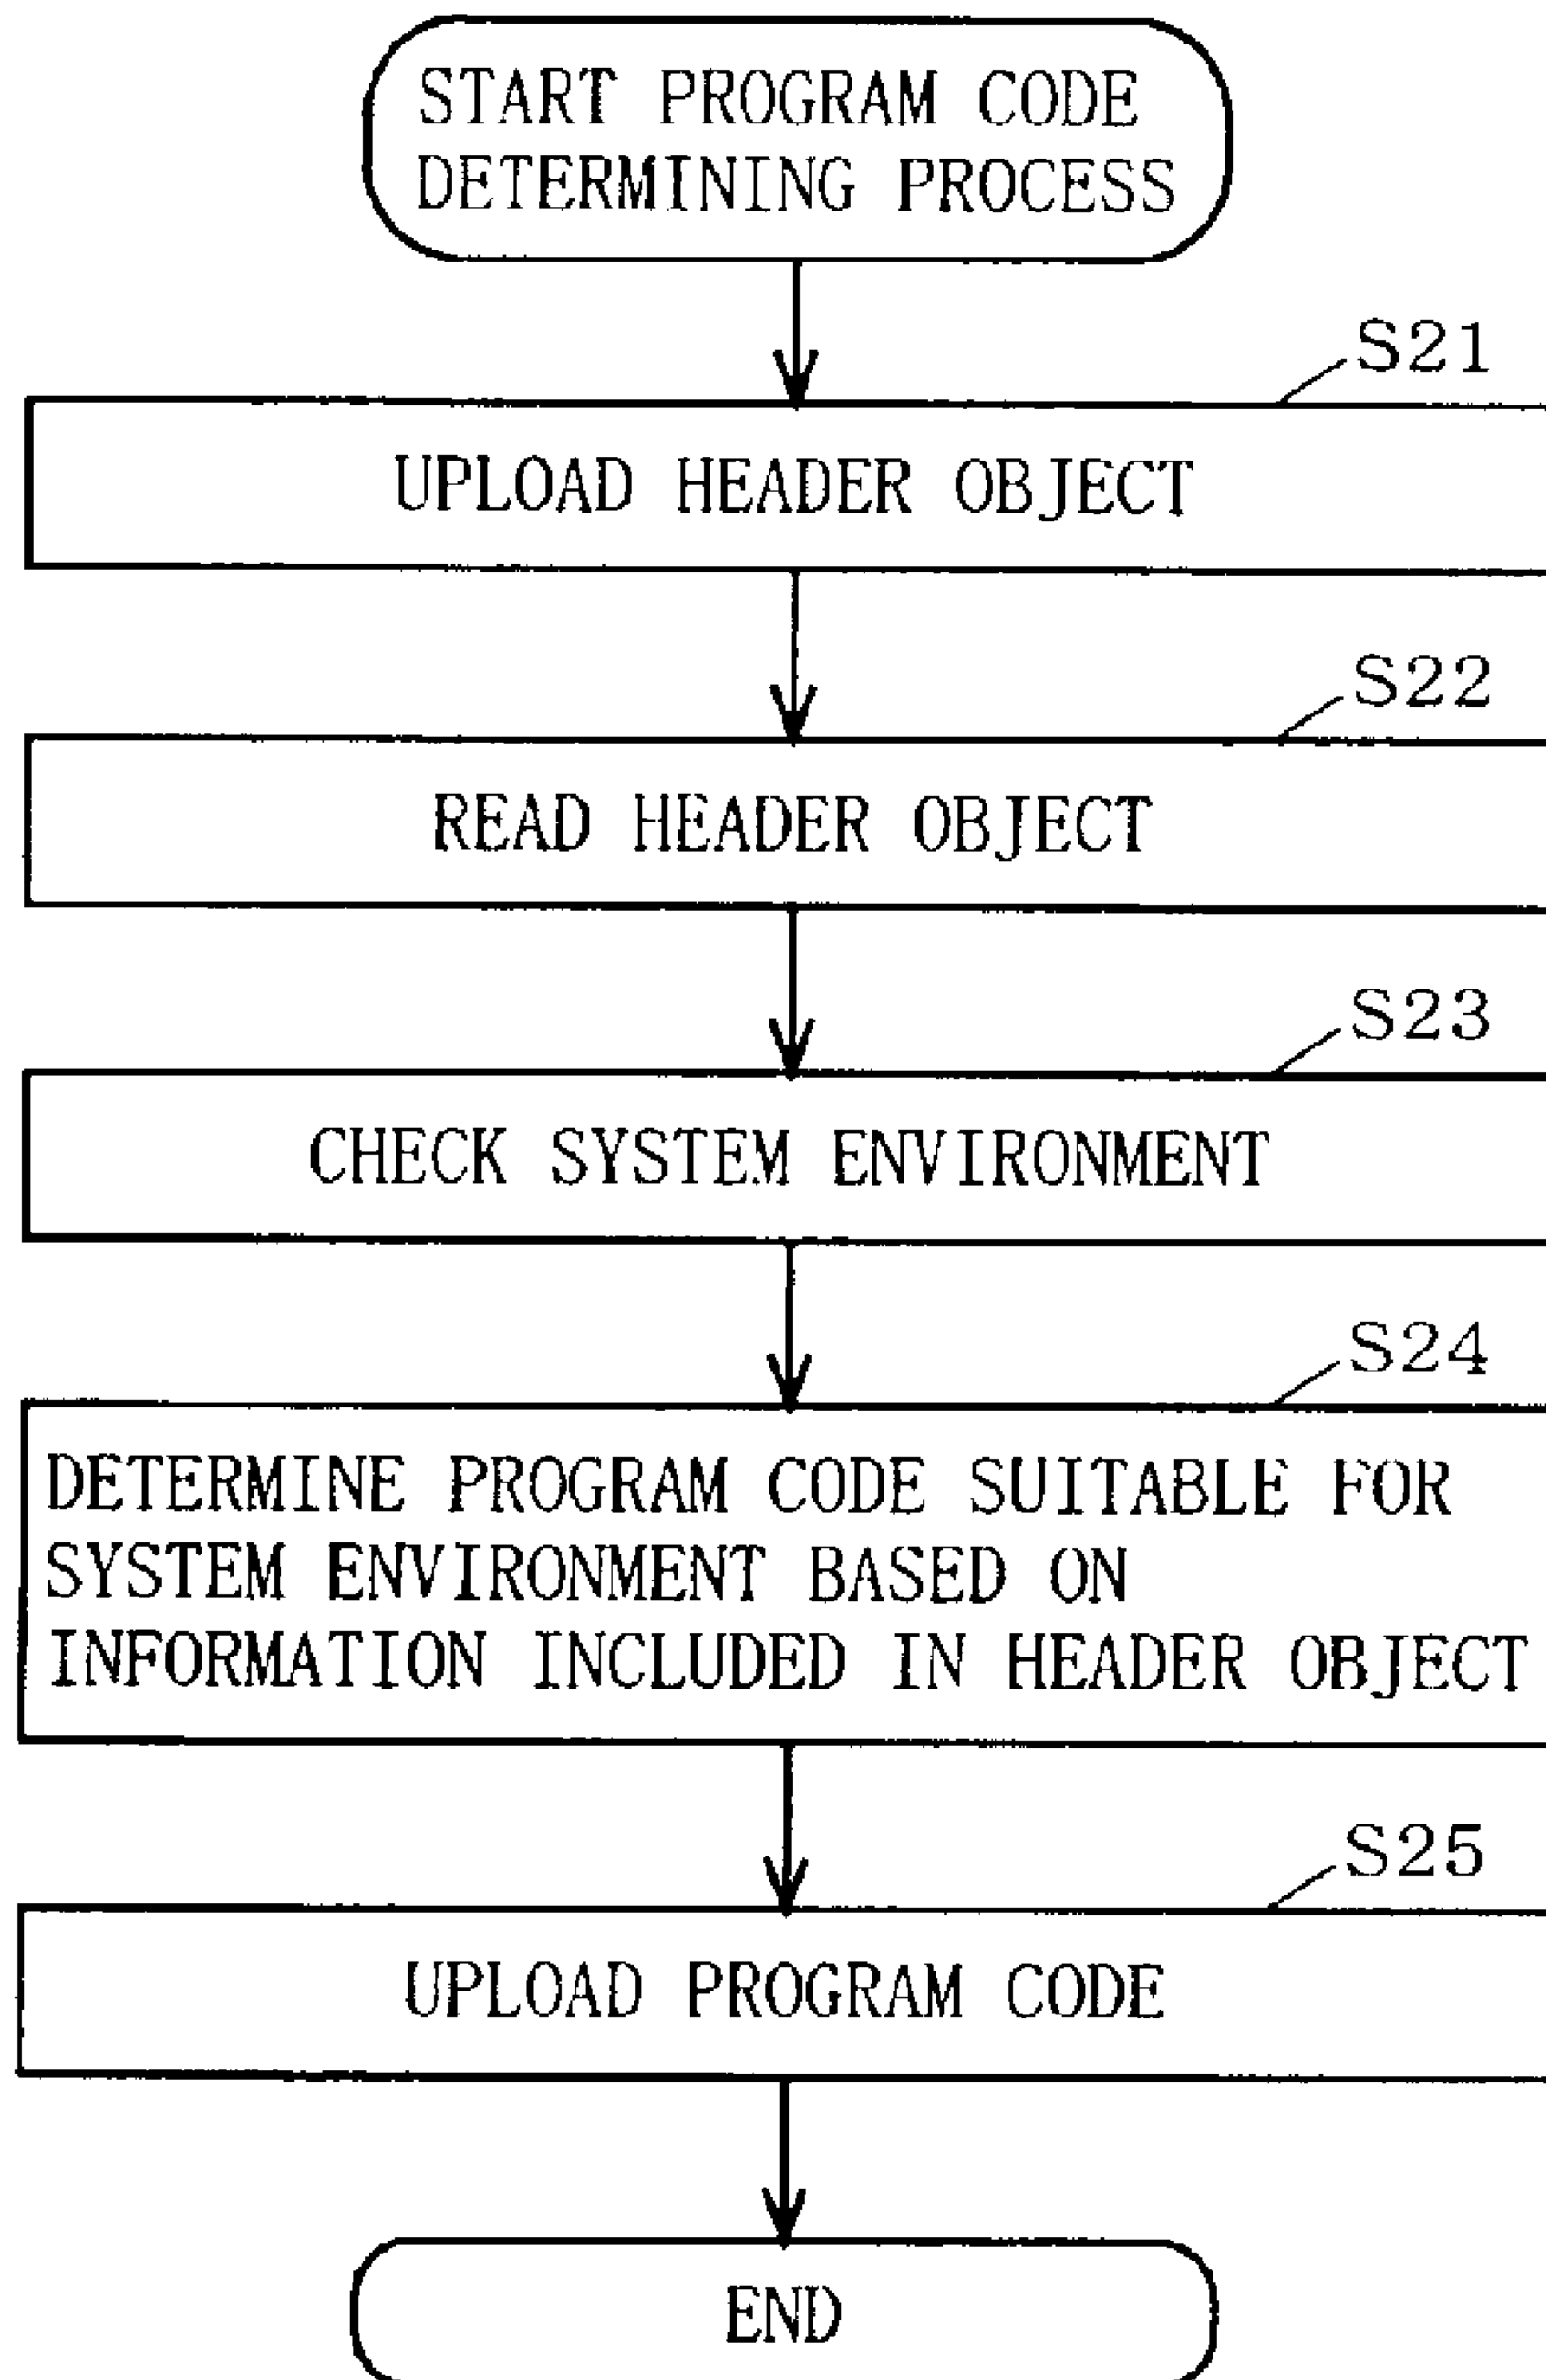 START PROGRAM CODE
DETERMINING PROCESS
S21
UPLOAD HEADER OBJECT
S22
READ HEADER OBJECT
S23
CHECK SYSTEM ENVIRONMENT
S24
DETERMINE PROGRAM CODE SUITABLE FOR
SYSTEM ENVIRONMENT BASED ON
INFORMATION INCLUDED IN HEADER OBJECT
S25
UPLOAD PROGRAM CODE
END